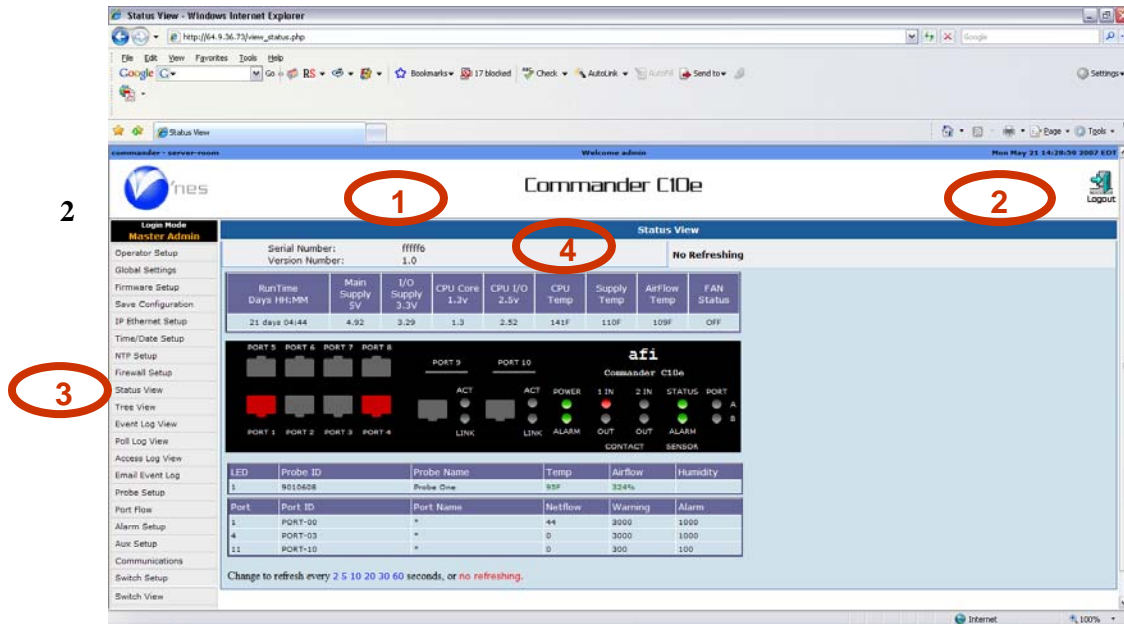 Status View - Windows Internet Explorer
http://64.9.36.73/view_status.php
Google
File Edit View Favorites Tools Help
Google G Go RS Bookmarks 17 blocked Check AutoLink AutoFill Send to Settings
Status View Page Tools
commander - server-room Welcome admin Mon May 21 14:28:50 2007 EDT
V'nes Commander C10e Logout
1
2
2
Login Mode
Master Admin
Status View
4
Serial Number: ffffff6
Version Number: 1.0
No Refreshing
Operator Setup
Global Settings
Firmware Setup
Save Configuration
IP Ethernet Setup
Time/Date Setup
NTP Setup
Firewall Setup
Status View
3
Tree View
Event Log View
Poll Log View
Access Log View
Email Event Log
Probe Setup
Port Flow
Alarm Setup
Aux Setup
Communications
Switch Setup
Switch View
RunTime Days HH:MM Main Supply 5V I/O Supply 3.3V CPU Core 1.3v CPU I/O 2.5v CPU Temp Supply Temp AirFlow Temp FAN Status
21 days 04:44 4.92 3.29 1.3 2.52 141F 110F 109F OFF
PORT 5 PORT 6 PORT 7 PORT 8
PORT 9 PORT 10
afi
Commander C10e
ACT ACT POWER 1 IN 2 IN STATUS PORT
A
B
LINK LINK ALARM OUT OUT ALARM
PORT 1 PORT 2 PORT 3 PORT 4
CONTACT SENSOR
LED Probe ID Probe Name Temp Airflow Humidity
1 9010608 Probe One 95F 324%
Port Port ID Port Name Netflow Warning Alarm
1 PORT-00 * 44 3000 1000
4 PORT-03 * 0 3000 1000
11 PORT-10 * 0 300 100
Change to refresh every 2 5 10 20 30 60 seconds, or no refreshing.
Internet 100%